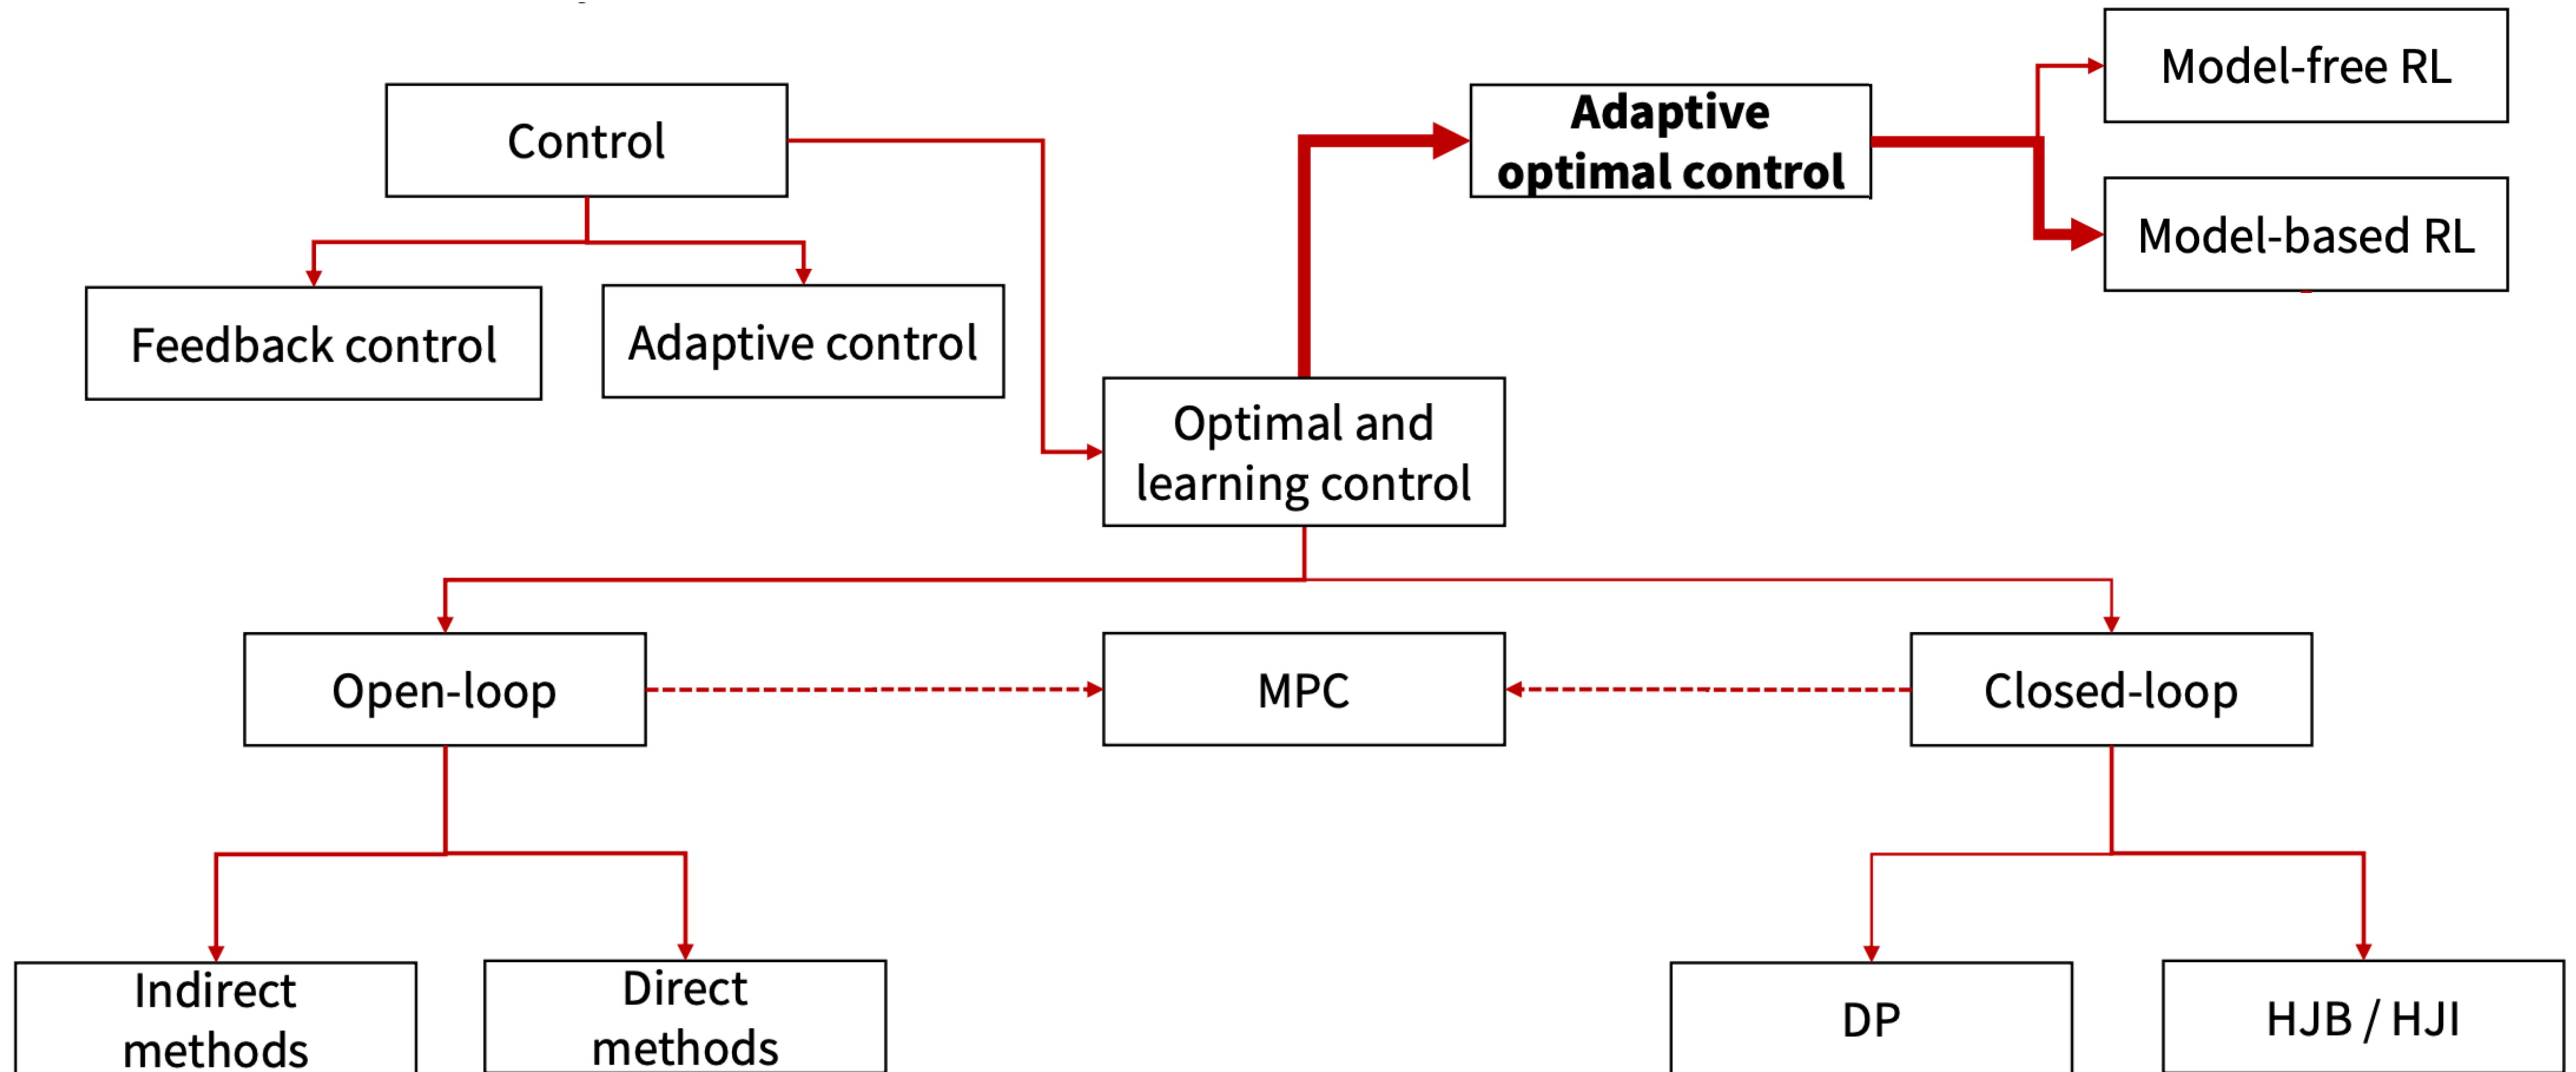 Model-free RL
Control
Adaptive
optimal control
Model-based RL
Feedback control
Adaptive control
Optimal and
learning control
Open-loop
MPC
Closed-loop
Indirect
methods
Direct
methods
DP
HJB / HJI